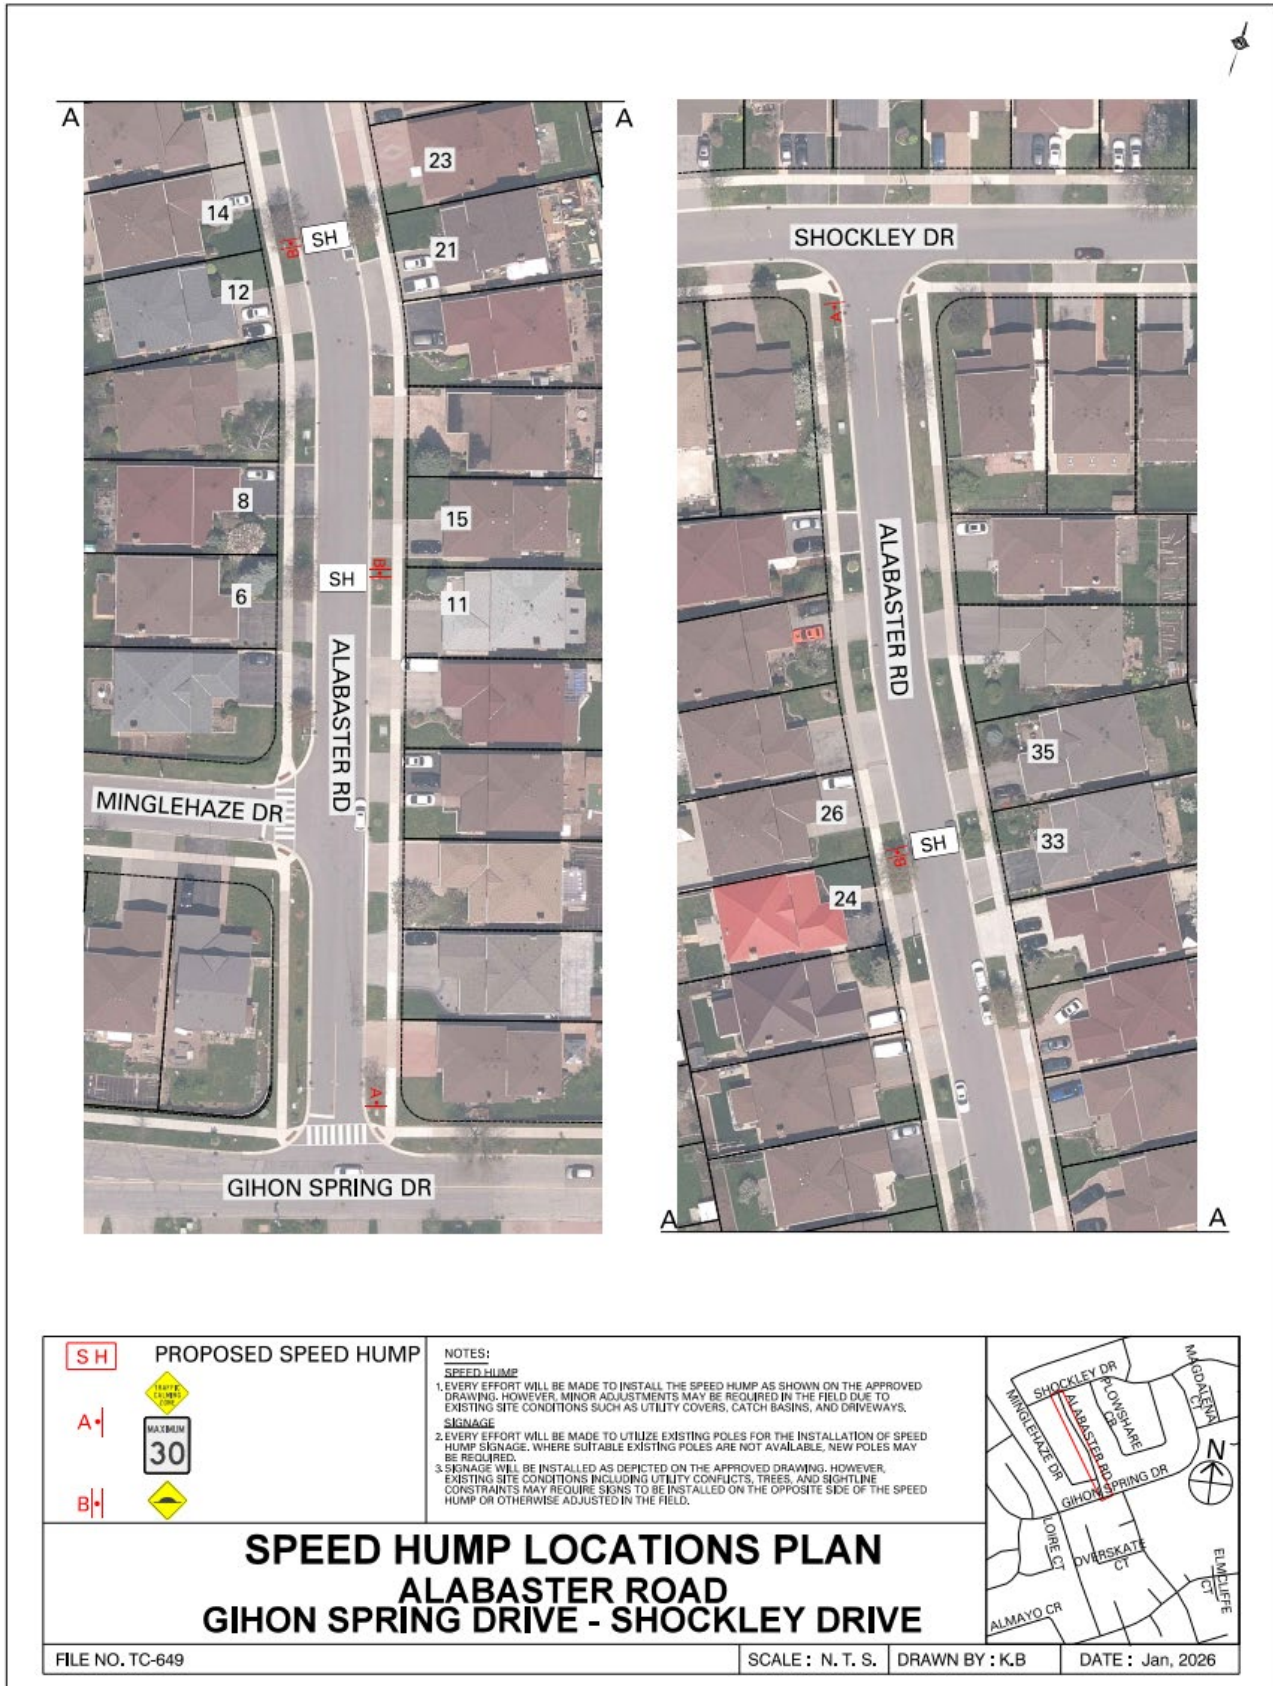 A
A
23
14
SH
B
21
12
8
15
B
SH
11
6
ALABASTER RD
MINGLEHAZE DR
A
GIHON SPRING DR
SHOCKLEY DR
A
ALABASTER RD
35
26
SH
33
B
24
A
A
SH
PROPOSED SPEED HUMP
TRAFFIC
CALMING
ZONE
A
MAXIMUM
30
B
NOTES:
SPEED HUMP
1. EVERY EFFORT WILL BE MADE TO INSTALL THE SPEED HUMP AS SHOWN ON THE APPROVED
DRAWING. HOWEVER, MINOR ADJUSTMENTS MAY BE REQUIRED IN THE FIELD DUE TO
EXISTING SITE CONDITIONS SUCH AS UTILITY COVERS, CATCH BASINS, AND DRIVEWAYS.
SIGNAGE
2. EVERY EFFORT WILL BE MADE TO UTILIZE EXISTING POLES FOR THE INSTALLATION OF SPEED
HUMP SIGNAGE. WHERE SUITABLE EXISTING POLES ARE NOT AVAILABLE, NEW POLES MAY
BE REQUIRED.
3. SIGNAGE WILL BE INSTALLED AS DEPICTED ON THE APPROVED DRAWING. HOWEVER,
EXISTING SITE CONDITIONS INCLUDING UTILITY CONFLICTS, TREES, AND SIGHTLINE
CONSTRAINTS MAY REQUIRE SIGNS TO BE INSTALLED ON THE OPPOSITE SIDE OF THE SPEED
HUMP OR OTHERWISE ADJUSTED IN THE FIELD.
SHOCKLEY DR
MAGDALENA
CT
PLOWSHARE
CR
MINGLEHAZE DR
ALABASTER RD
N
GIHON SPRING DR
LOIRE CT
OVERSKATE
CT
ELMCLIFFE
CT
ALMAYO CR
SPEED HUMP LOCATIONS PLAN
ALABASTER ROAD
GIHON SPRING DRIVE - SHOCKLEY DRIVE
FILE NO. TC-649
SCALE : N. T. S.
DRAWN BY : K.B
DATE : Jan, 2026